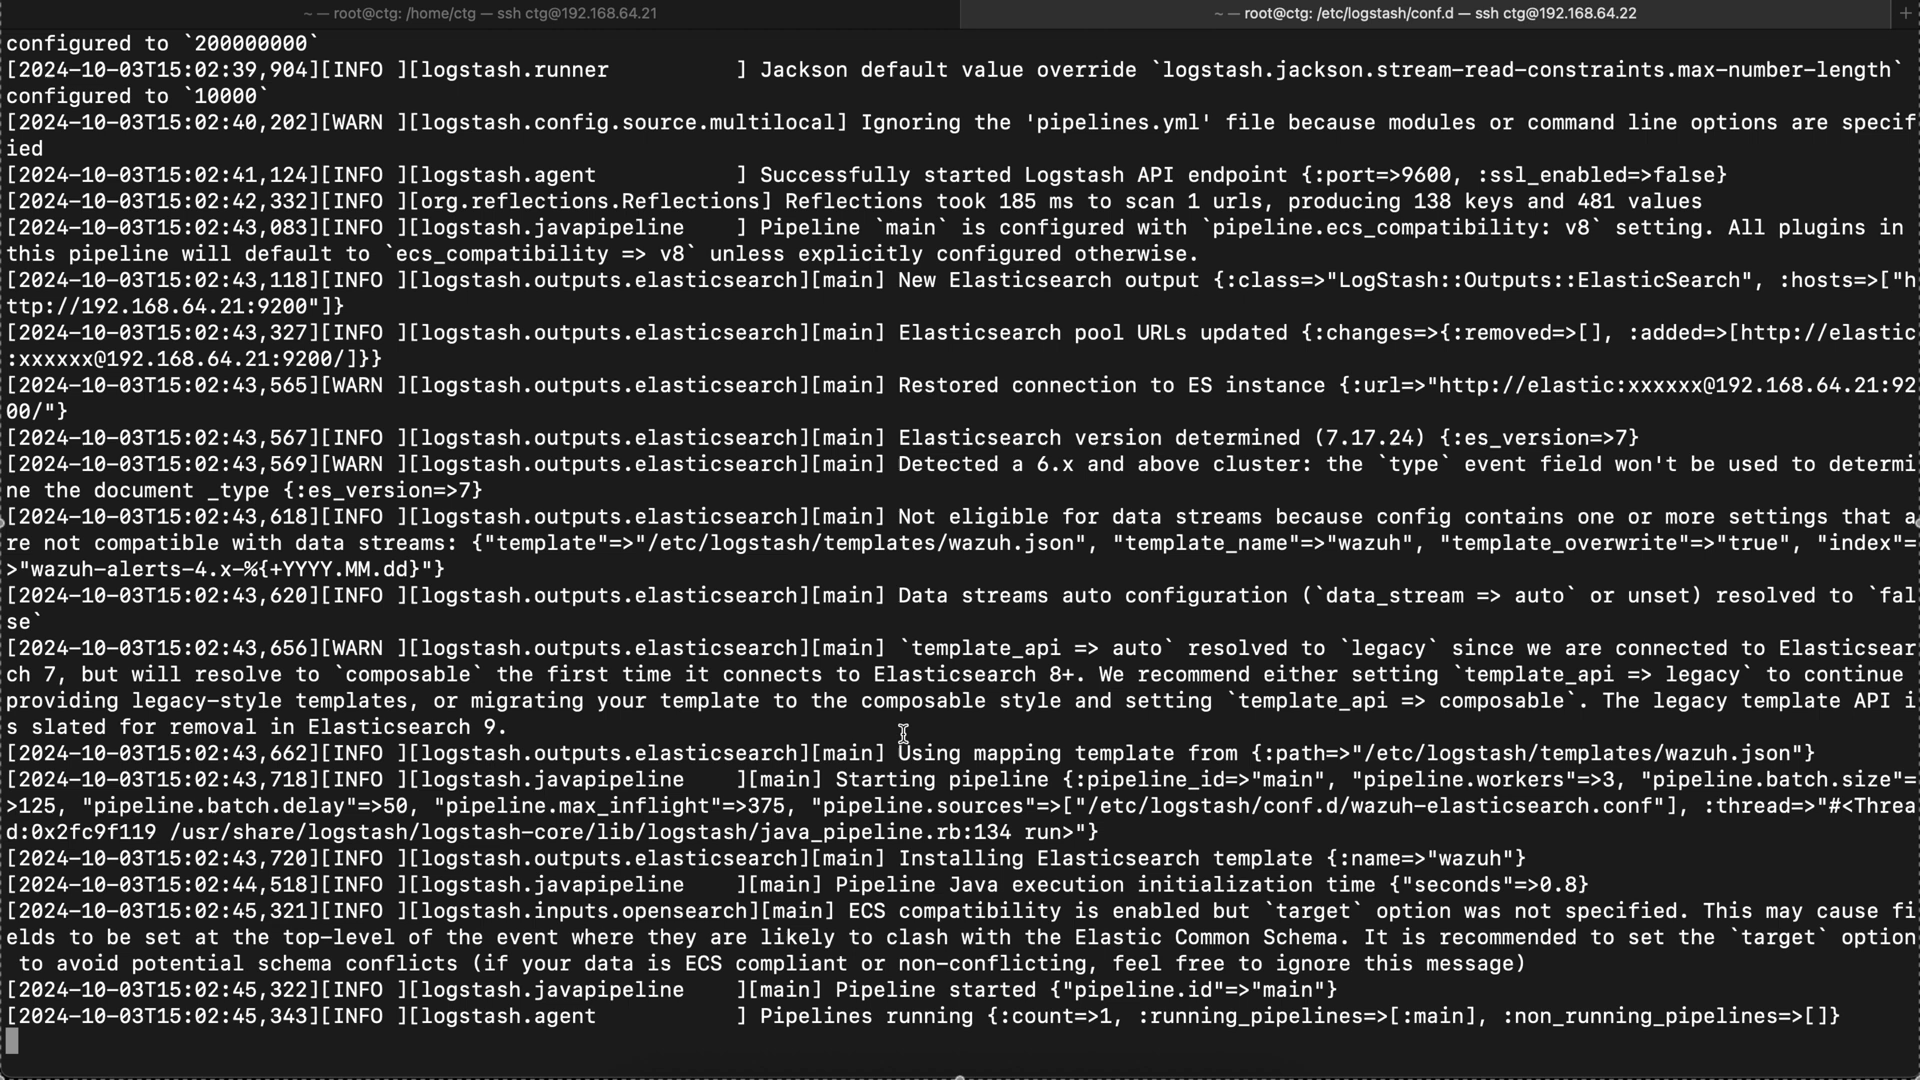 ~ — root@ctg: /home/ctg — ssh ctg@192.168.64.21
~ — root@ctg: /etc/logstash/conf.d — ssh ctg@192.168.64.22
+
configured to `200000000`
[2024-10-03T15:02:39,904][INFO ][logstash.runner          ] Jackson default value override `logstash.jackson.stream-read-constraints.max-number-length`
configured to `10000`
[2024-10-03T15:02:40,202][WARN ][logstash.config.source.multilocal] Ignoring the 'pipelines.yml' file because modules or command line options are specif
ied
[2024-10-03T15:02:41,124][INFO ][logstash.agent           ] Successfully started Logstash API endpoint {:port=>9600, :ssl_enabled=>false}
[2024-10-03T15:02:42,332][INFO ][org.reflections.Reflections] Reflections took 185 ms to scan 1 urls, producing 138 keys and 481 values
[2024-10-03T15:02:43,083][INFO ][logstash.javapipeline    ] Pipeline `main` is configured with `pipeline.ecs_compatibility: v8` setting. All plugins in
this pipeline will default to `ecs_compatibility => v8` unless explicitly configured otherwise.
[2024-10-03T15:02:43,118][INFO ][logstash.outputs.elasticsearch][main] New Elasticsearch output {:class=>"LogStash::Outputs::ElasticSearch", :hosts=>["h
ttp://192.168.64.21:9200"]}
[2024-10-03T15:02:43,327][INFO ][logstash.outputs.elasticsearch][main] Elasticsearch pool URLs updated {:changes=>{:removed=>[], :added=>[http://elastic
:xxxxxx@192.168.64.21:9200/]}}
[2024-10-03T15:02:43,565][WARN ][logstash.outputs.elasticsearch][main] Restored connection to ES instance {:url=>"http://elastic:xxxxxx@192.168.64.21:92
00/"}
[2024-10-03T15:02:43,567][INFO ][logstash.outputs.elasticsearch][main] Elasticsearch version determined (7.17.24) {:es_version=>7}
[2024-10-03T15:02:43,569][WARN ][logstash.outputs.elasticsearch][main] Detected a 6.x and above cluster: the `type` event field won't be used to determi
ne the document _type {:es_version=>7}
[2024-10-03T15:02:43,618][INFO ][logstash.outputs.elasticsearch][main] Not eligible for data streams because config contains one or more settings that a
re not compatible with data streams: {"template"=>"/etc/logstash/templates/wazuh.json", "template_name"=>"wazuh", "template_overwrite"=>"true", "index"=
>"wazuh-alerts-4.x-%{+YYYY.MM.dd}"}
[2024-10-03T15:02:43,620][INFO ][logstash.outputs.elasticsearch][main] Data streams auto configuration (`data_stream => auto` or unset) resolved to `fal
se`
[2024-10-03T15:02:43,656][WARN ][logstash.outputs.elasticsearch][main] `template_api => auto` resolved to `legacy` since we are connected to Elasticsear
ch 7, but will resolve to `composable` the first time it connects to Elasticsearch 8+. We recommend either setting `template_api => legacy` to continue
providing legacy-style templates, or migrating your template to the composable style and setting `template_api => composable`. The legacy template API i
s slated for removal in Elasticsearch 9.
[2024-10-03T15:02:43,662][INFO ][logstash.outputs.elasticsearch][main] Using mapping template from {:path=>"/etc/logstash/templates/wazuh.json"}
[2024-10-03T15:02:43,718][INFO ][logstash.javapipeline    ][main] Starting pipeline {:pipeline_id=>"main", "pipeline.workers"=>3, "pipeline.batch.size"=
>125, "pipeline.batch.delay"=>50, "pipeline.max_inflight"=>375, "pipeline.sources"=>["/etc/logstash/conf.d/wazuh-elasticsearch.conf"], :thread=>"#<Threa
d:0x2fc9f119 /usr/share/logstash/logstash-core/lib/logstash/java_pipeline.rb:134 run>"}
[2024-10-03T15:02:43,720][INFO ][logstash.outputs.elasticsearch][main] Installing Elasticsearch template {:name=>"wazuh"}
[2024-10-03T15:02:44,518][INFO ][logstash.javapipeline    ][main] Pipeline Java execution initialization time {"seconds"=>0.8}
[2024-10-03T15:02:45,321][INFO ][logstash.inputs.opensearch][main] ECS compatibility is enabled but `target` option was not specified. This may cause fi
elds to be set at the top-level of the event where they are likely to clash with the Elastic Common Schema. It is recommended to set the `target` option
 to avoid potential schema conflicts (if your data is ECS compliant or non-conflicting, feel free to ignore this message)
[2024-10-03T15:02:45,322][INFO ][logstash.javapipeline    ][main] Pipeline started {"pipeline.id"=>"main"}
[2024-10-03T15:02:45,343][INFO ][logstash.agent           ] Pipelines running {:count=>1, :running_pipelines=>[:main], :non_running_pipelines=>[]}